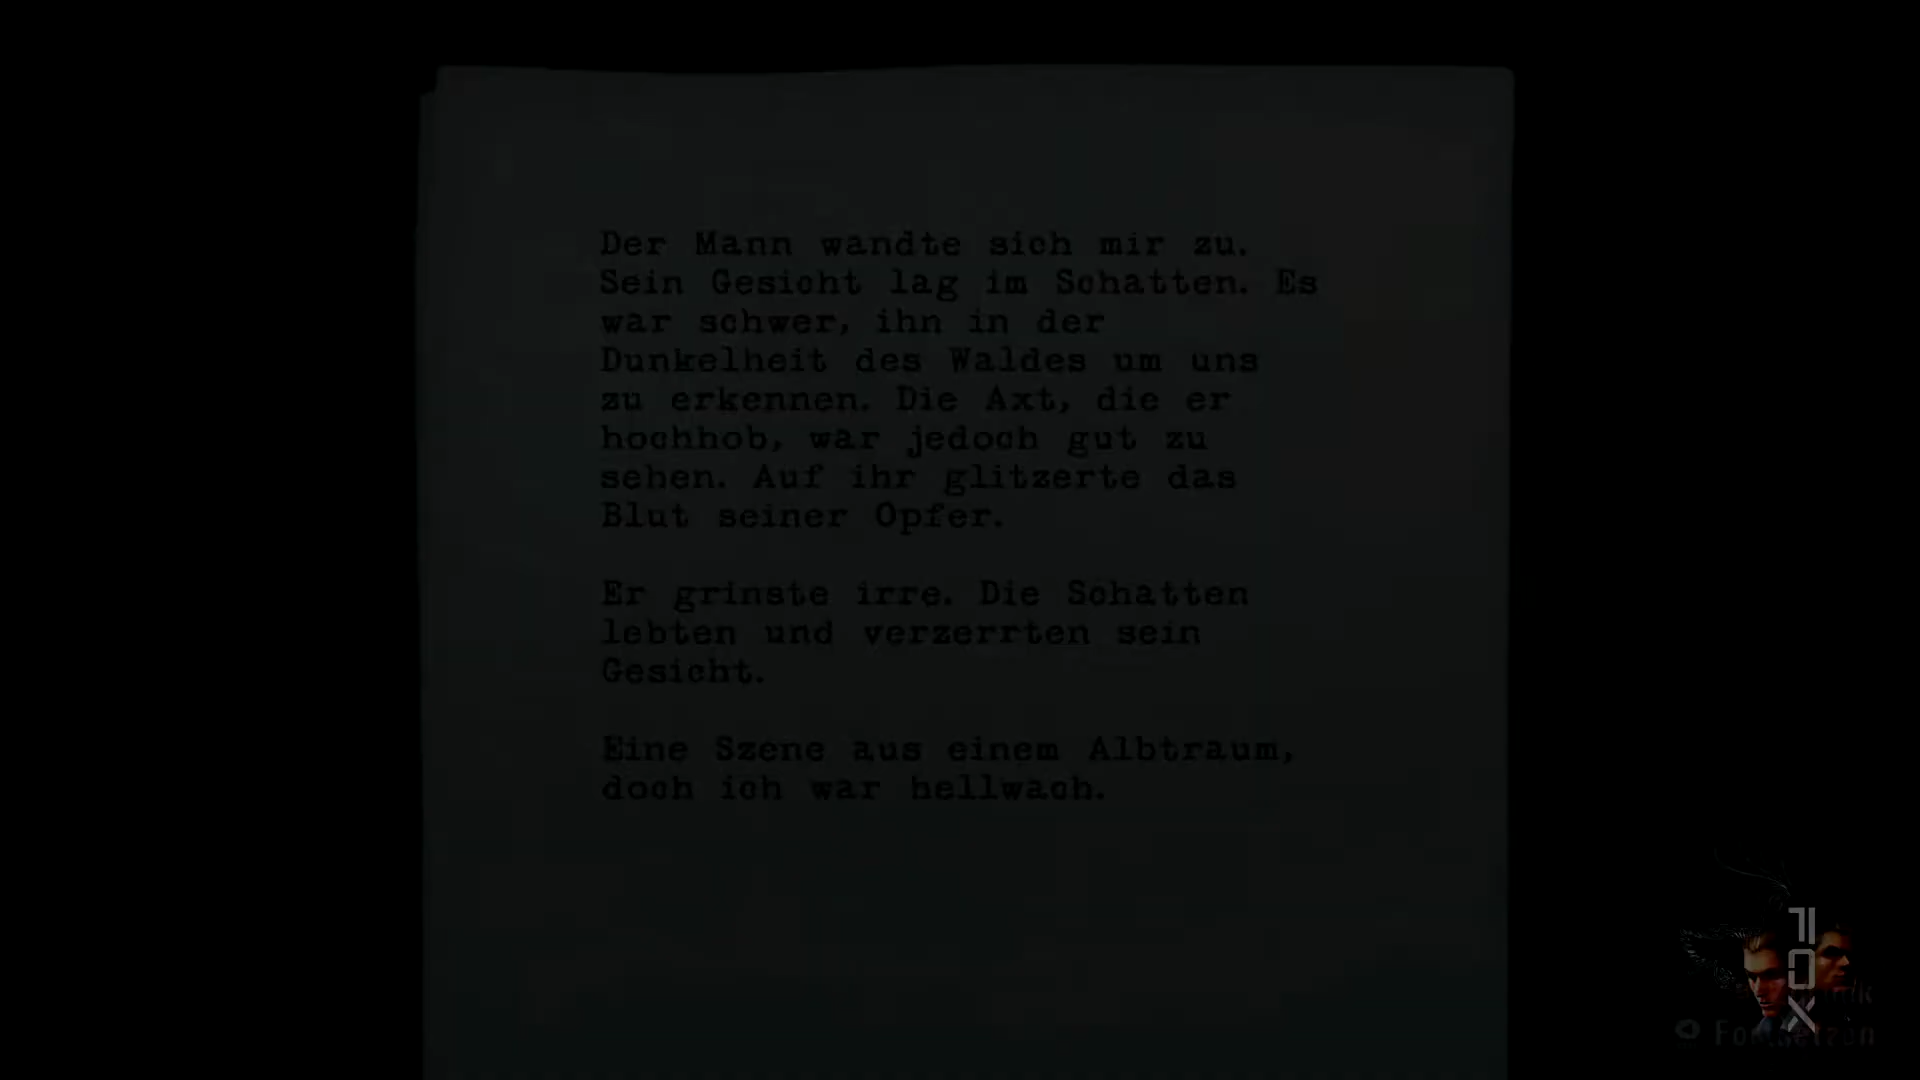 Der Mann wandte sich mir zu.
Sein Gesicht lag im Schatten. Es
war schwer, ihn in der
Dunkelheit des Waldes um uns
zu erkennen. Die Axt, die er
hochhob, war jedoch gut zu
sehen. Auf ihr glitzerte das
Blut seiner Opfer.
Er grinste irre. Die Schatten
lebten und verzerrten sein
Gesicht.
Eine Szene aus einem Albtraum,
doch ich war hellwach.
Fortsetzen